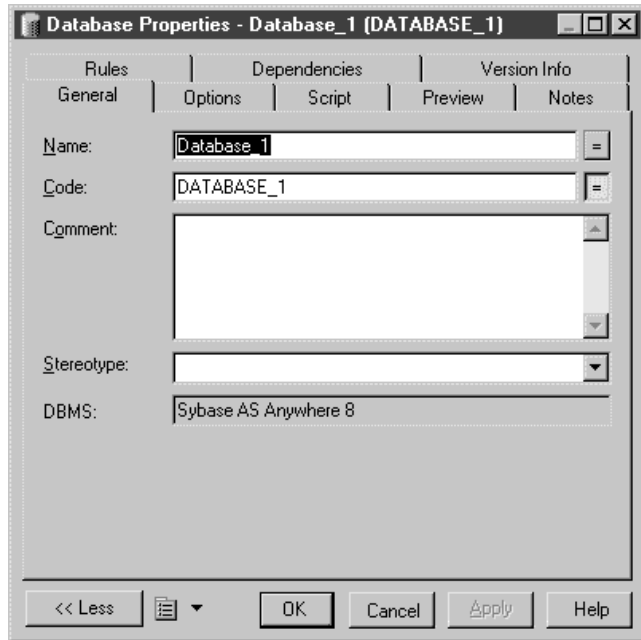 Database Properties - Database_1 (DATABASE_1)
Rules Dependencies Version Info
General Options Script Preview Notes
Name: Database_1 =
Code: DATABASE_1 =
Comment:
Stereotype:
DBMS: Sybase AS Anywhere 8
<< Less OK Cancel Apply Help